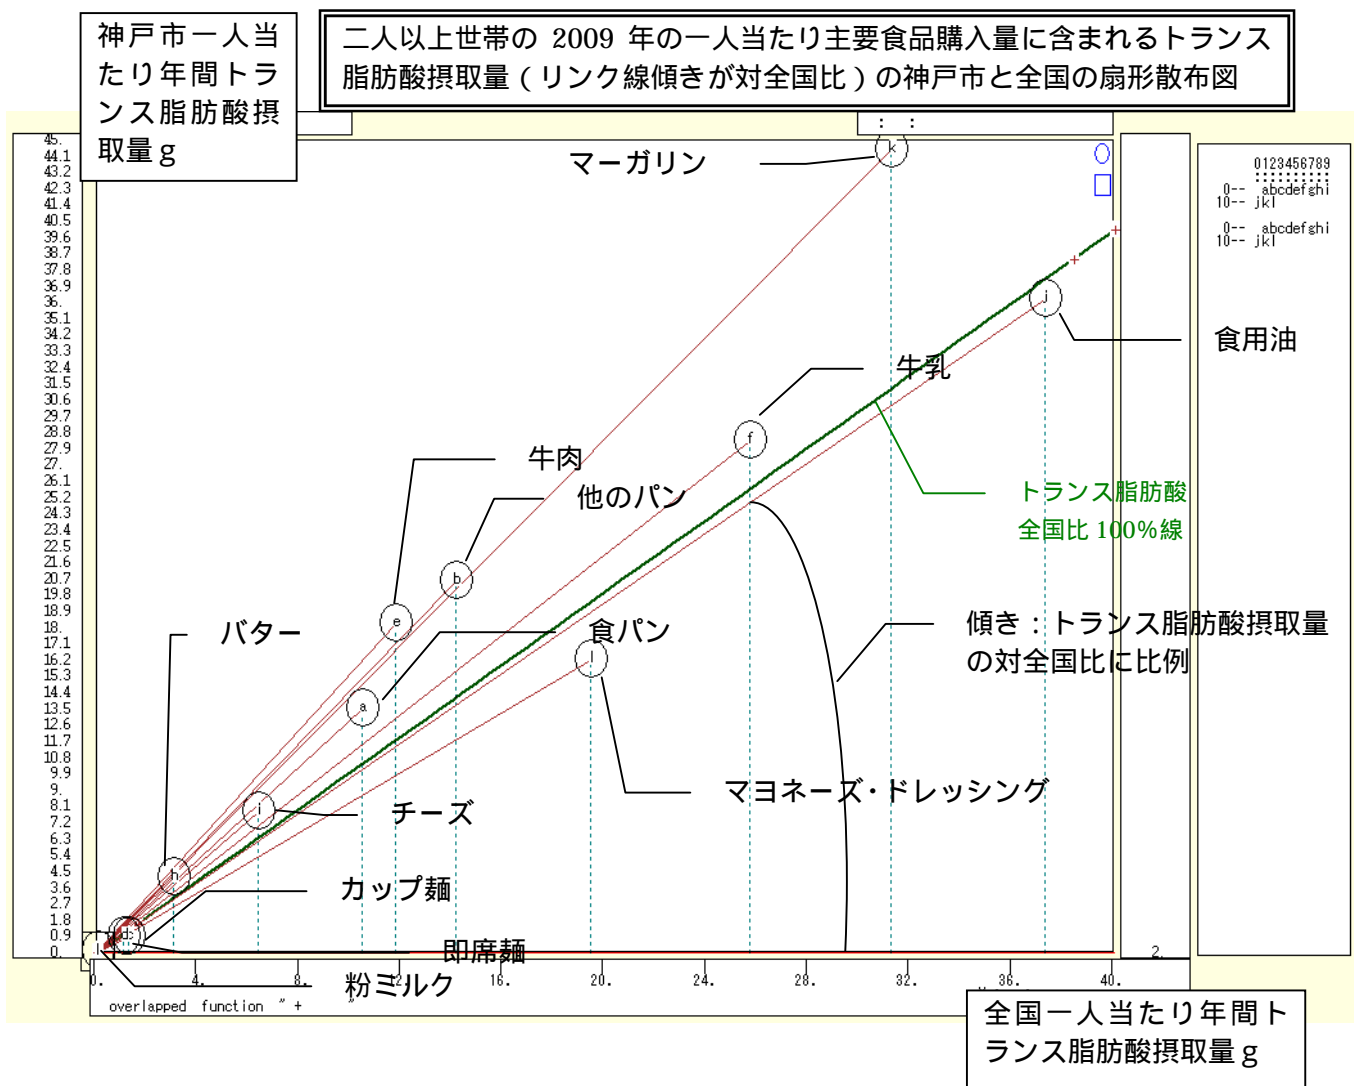 神戸市一人当
たり年間トラ
ンス脂肪酸摂
取量g
二人以上世帯の 2009 年の一人当たり主要食品購入量に含まれるトランス
脂肪酸摂取量(リンク線傾きが対全国比)の神戸市と全国の扇形散布図
: :
45.
44.1
43.2
42.3
41.4
40.5
39.6
38.7
37.8
36.9
36.
35.1
34.2
33.3
32.4
31.5
30.6
29.7
28.8
27.9
27.
26.1
25.2
24.3
23.4
22.5
21.6
20.7
19.8
18.9
18.
17.1
16.2
15.3
14.4
13.5
12.6
11.7
10.8
9.9
9.
8.1
7.2
6.3
5.4
4.5
3.6
2.7
1.8
0.9
0.
マーガリン
k
0123456789
::::::::::
0-- abcdefghi
10-- jkl
0-- abcdefghi
10-- jkl
j
食用油
牛乳
f
牛肉
他のパン
トランス脂肪酸
全国比 100%線
b
e
バター
食パン
傾き:トランス脂肪酸摂取量
の対全国比に比例
l
a
マヨネーズ・ドレッシング
i
チーズ
h
カップ麺
即席麺
粉ミルク
2.
0. 4. 8. 12. 16. 20. 24. 28. 32. 36. 40.
overlapped function " + "
全国一人当たり年間ト
ランス脂肪酸摂取量g